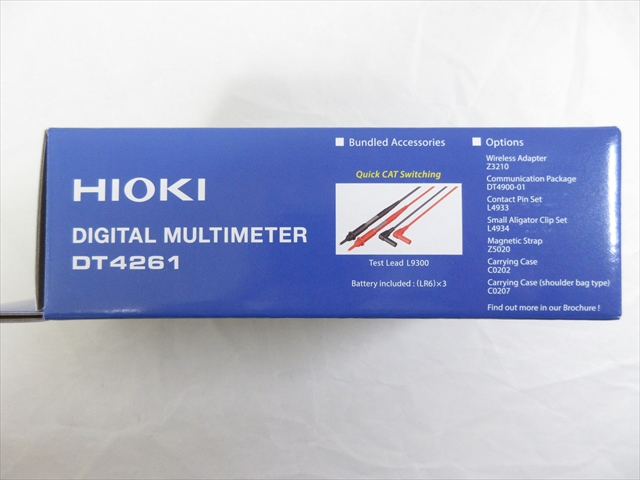 HIOKI
DIGITAL MULTIMETER
DT4261
■ Bundled Accessories
Quick CAT Switching
Test Lead L9300
Battery included : (LR6)×3
■ Options
Wireless Adapter
Z3210
Communication Package
DT4900-01
Contact Pin Set
L4933
Small Aligator Clip Set
L4934
Magnetic Strap
Z5020
Carrying Case
C0202
Carrying Case (shoulder bag type)
C0207
Find out more in our Brochure !